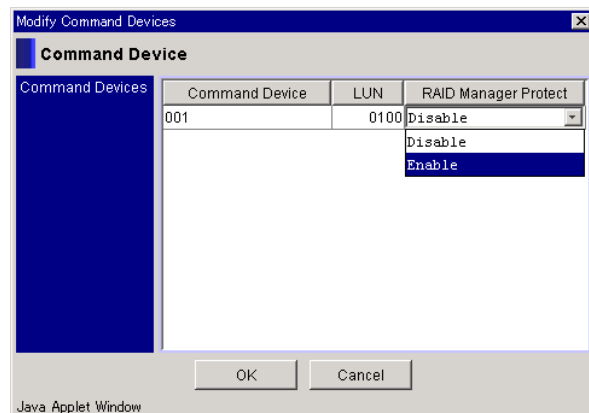 Modify Command Devices
Command Device
Command Devices
Command Device LUN RAID Manager Protect
001 0100 Disable
Disable
Enable
OK Cancel
Java Applet Window